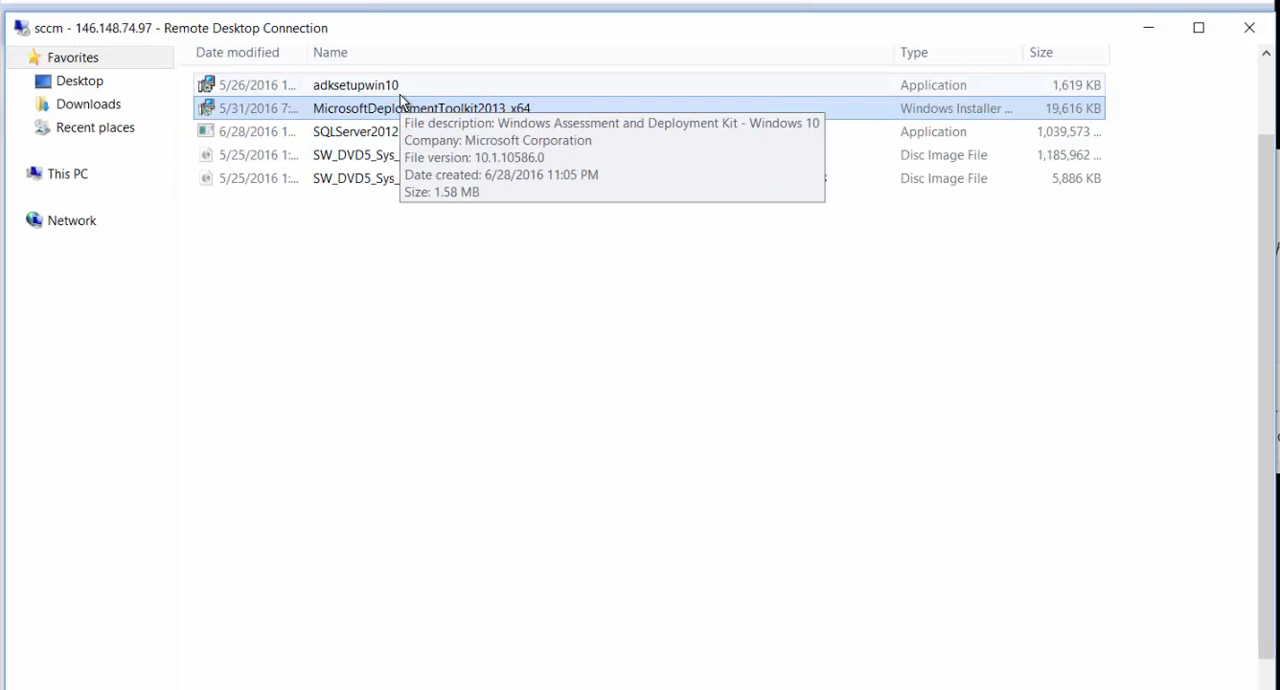 sccm - 146.148.74.97 - Remote Desktop Connection
Favorites
Desktop
Downloads
Recent places
This PC
Network
Date modified Name Type Size
5/26/2016 1... adksetupwin10 Application 1,619 KB
5/31/2016 7:... MicrosoftDeploymentToolkit2013_x64 Windows Installer ... 19,616 KB
6/28/2016 1... SQLServer2012 Application 1,039,573 ...
5/25/2016 1:... SW_DVD5_Sys_ Disc Image File 1,185,962 ...
5/25/2016 1:... SW_DVD5_Sys_ Disc Image File 5,886 KB
File description: Windows Assessment and Deployment Kit - Windows 10
Company: Microsoft Corporation
File version: 10.1.10586.0
Date created: 6/28/2016 11:05 PM
Size: 1.58 MB